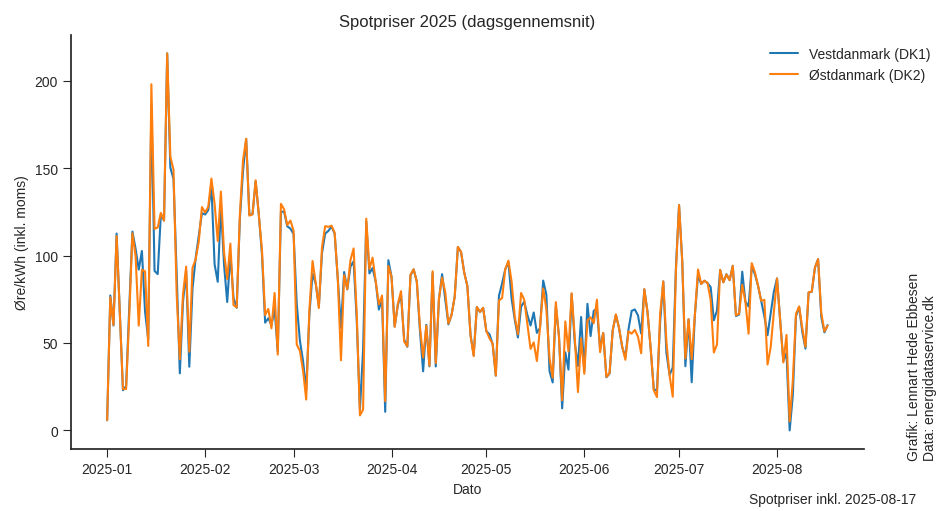 Spotpriser 2025 (dagsgennemsnit)
Vestdanmark (DK1)
Østdanmark (DK2)
Øre/kWh (inkl. moms)
200
150
100
50
0
2025-01
2025-02
2025-03
2025-04
2025-05
2025-06
2025-07
2025-08
Dato
Grafik: Lennart Hede Ebbesen
Data: energidataservice.dk
Spotpriser inkl. 2025-08-17